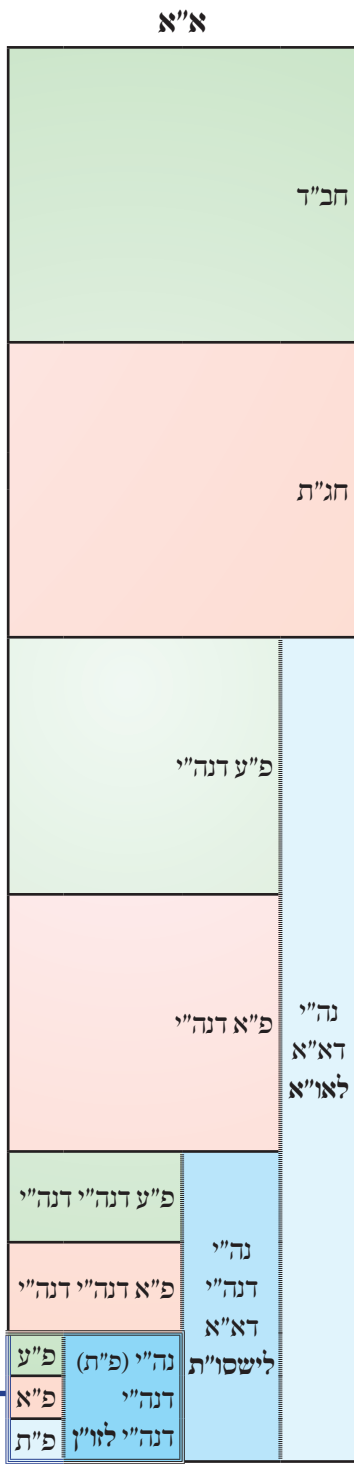 א"א
חב"ד
חג"ת
פ"ע דנה"י
נה"י
דא"א
לאו"א
פ"א דנה"י
פ"ע דנה"י דנה"י
נה"י
דנה"י
דא"א
לישסו"ת
פ"א דנה"י דנה"י
נה"י (פ"ת)
דנה"י
דנה"י לזו"ן
פ"ע
פ"א
פ"ת